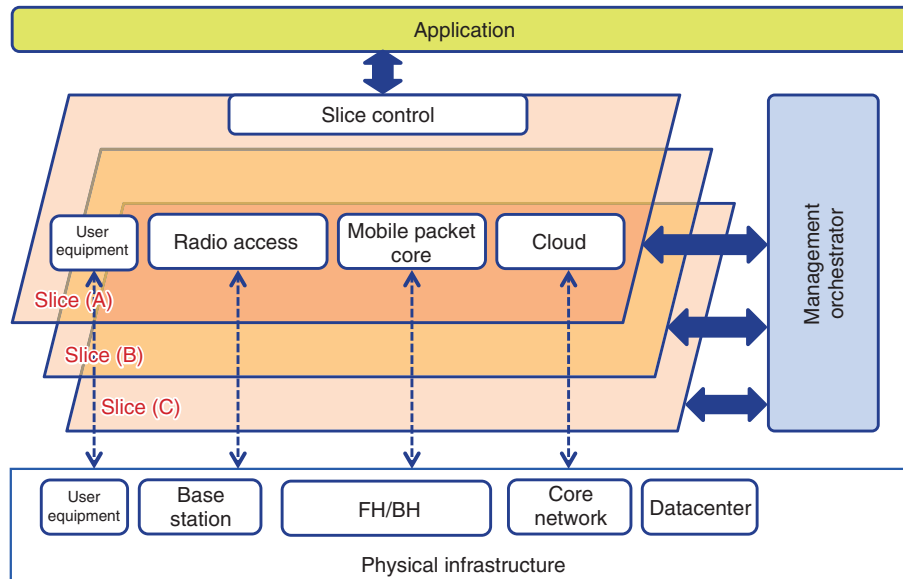 Application
Slice control
User
equipment
Radio access
Mobile packet
core
Cloud
Management
orchestrator
Slice (A)
Slice (B)
Slice (C)
User
equipment
Base
station
FH/BH
Core
network
Datacenter
Physical infrastructure